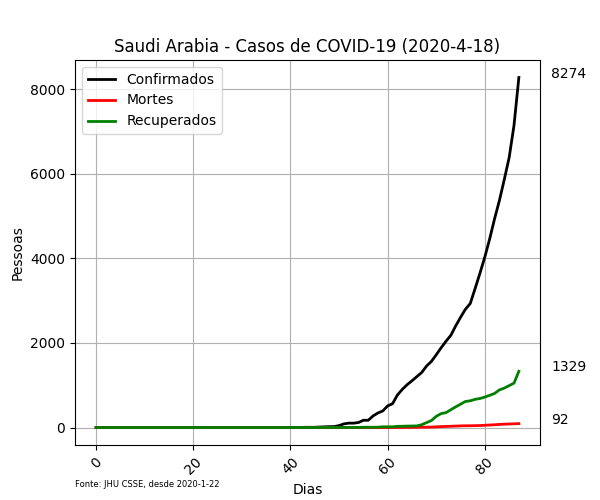 Saudi Arabia - Casos de COVID-19 (2020-4-18)
Confirmados
Mortes
Recuperados
8274
1329
92
8000
6000
4000
2000
0
Pessoas
0
20
40
60
80
Dias
Fonte: JHU CSSE, desde 2020-1-22